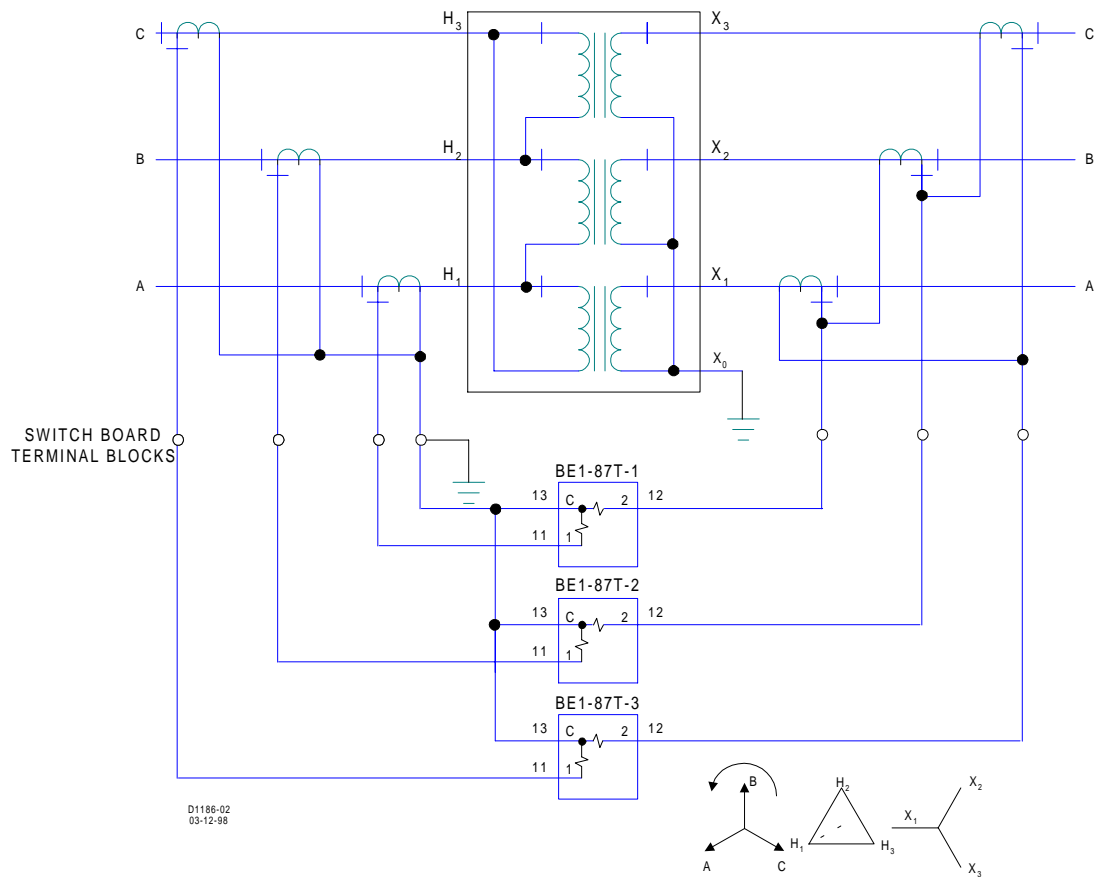 H3 X3
C C
H2 X2
B B
H1 X1
A A
X0
SWITCH BOARD
TERMINAL BLOCKS
BE1-87T-1
13 C 2 12
11 1
BE1-87T-2
13 C 2 12
11 1
BE1-87T-3
13 C 2 12
11 1
D1186-02
03-12-98
B
A C
H2
H1 H3
X2
X1
X3